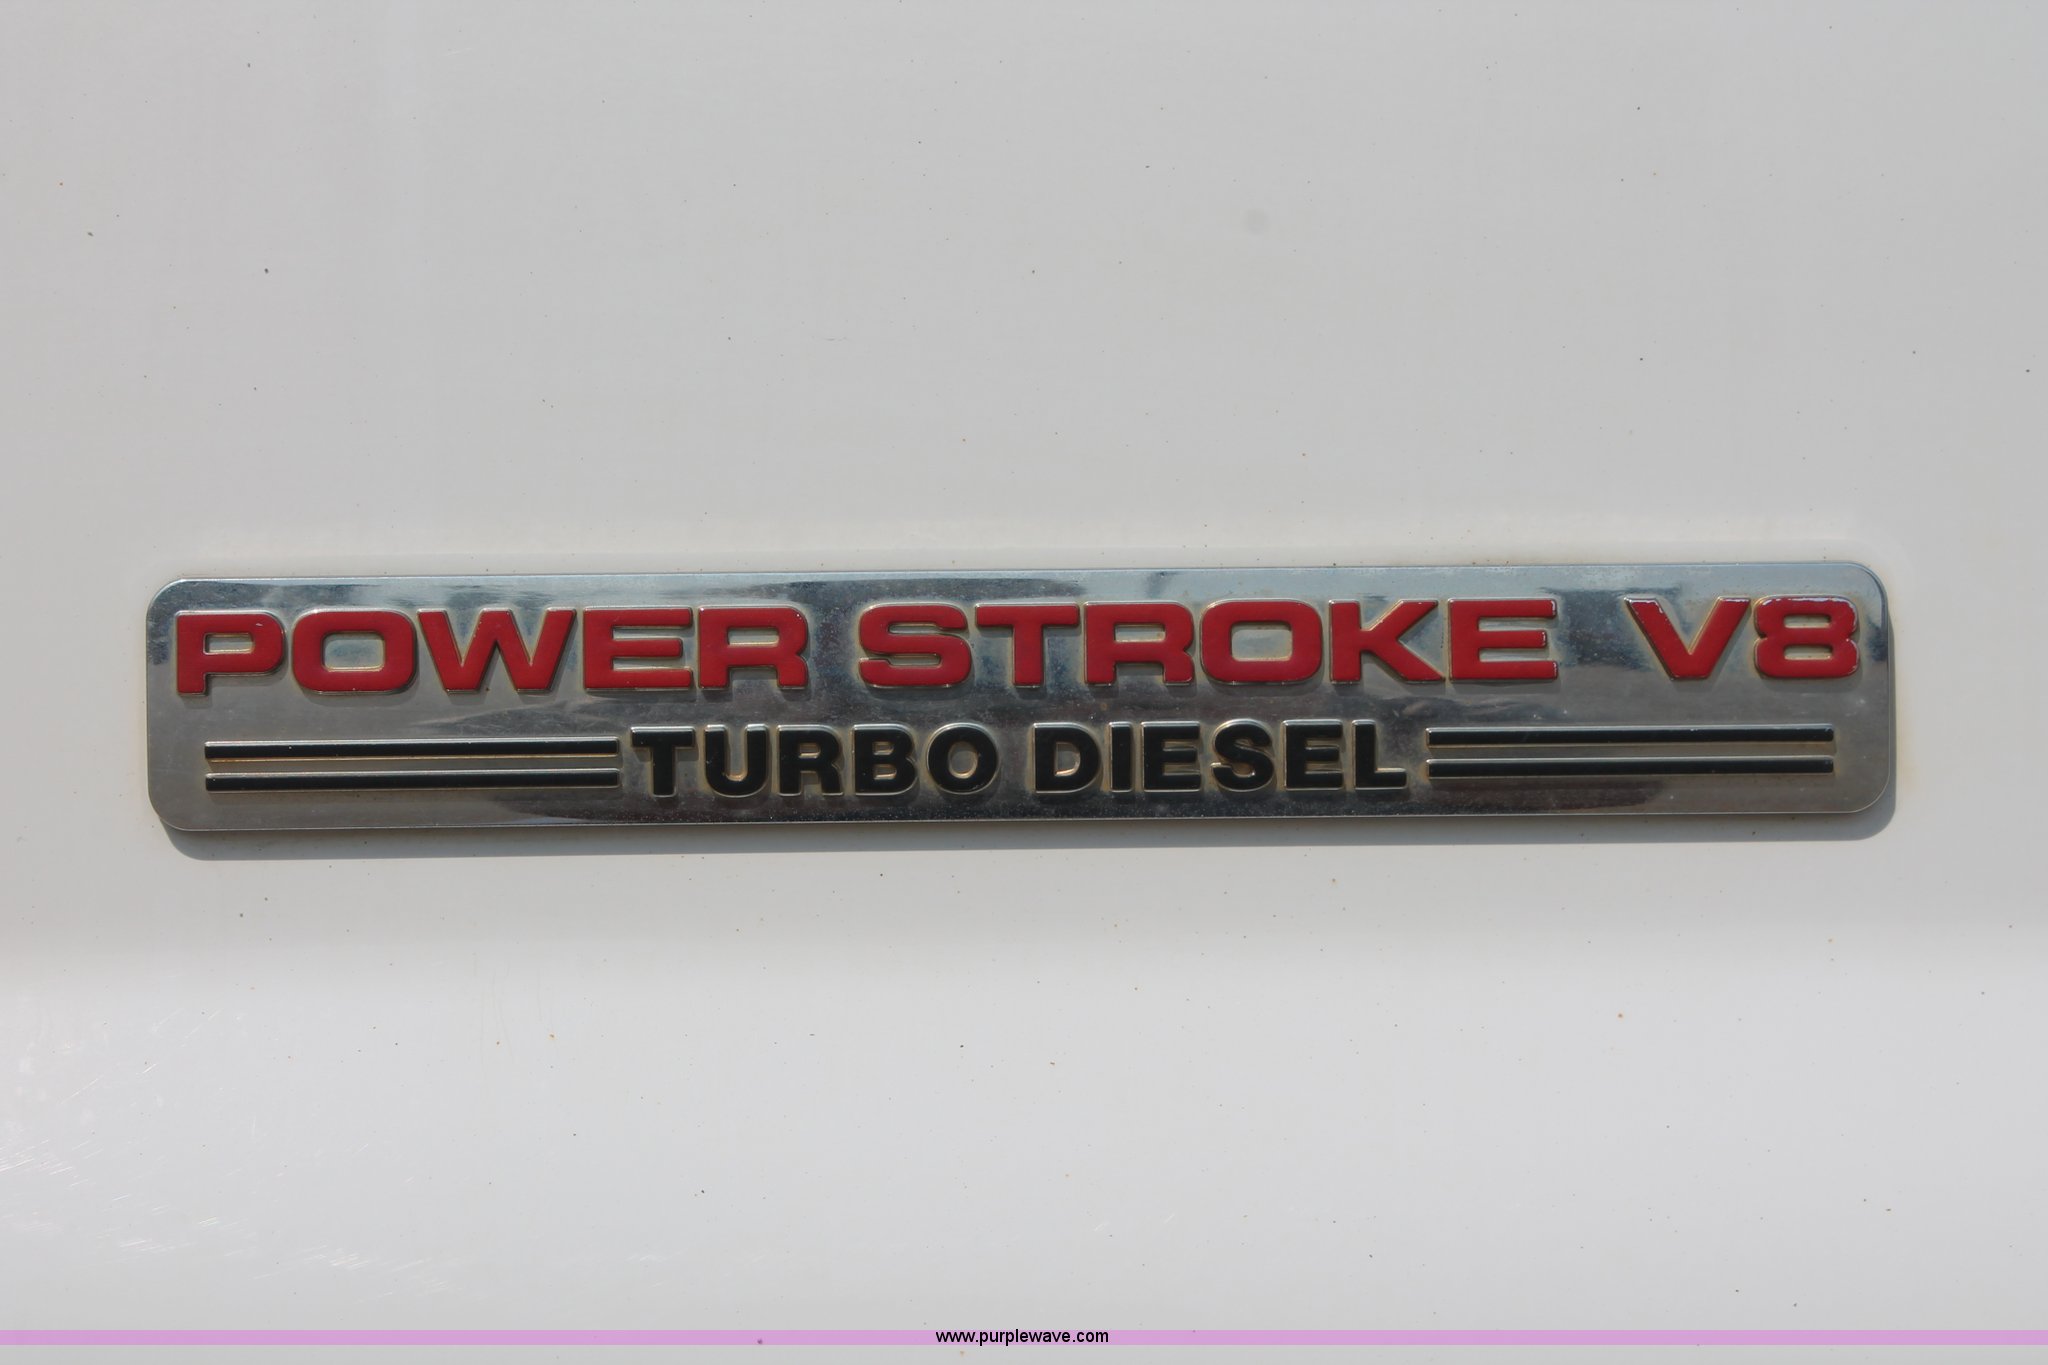 POWER STROKE V8
TURBO DIESEL
www.purplewave.com